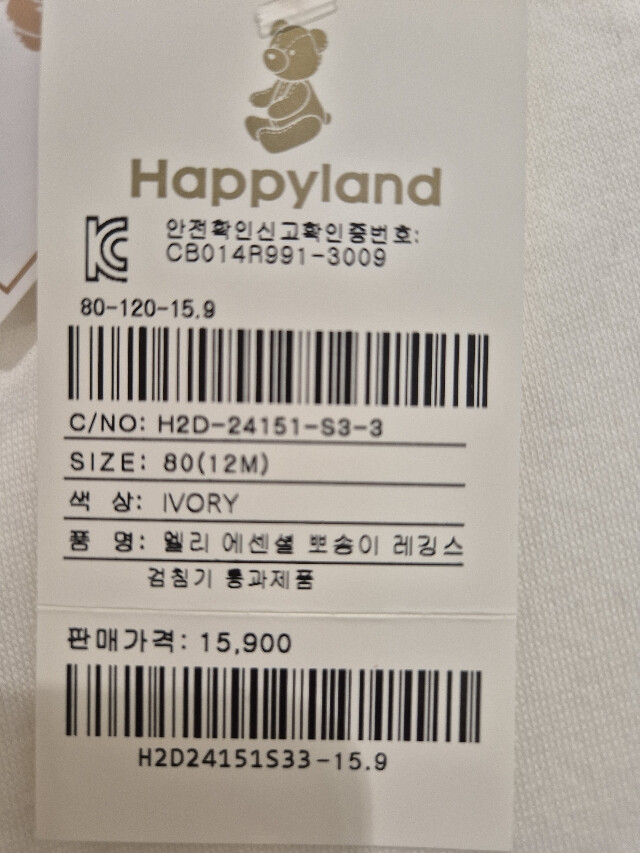 Happyland
안전확인신고확인증번호:
CB014R991-3009
80-120-15.9
C/NO: H2D-24151-S3-3
SIZE: 80(12M)
색 상: IVORY
품 명: 엘리 에센셜 뽀송이 레깅스
검침기 통과제품
판매가격: 15,900
H2D24151S33-15.9